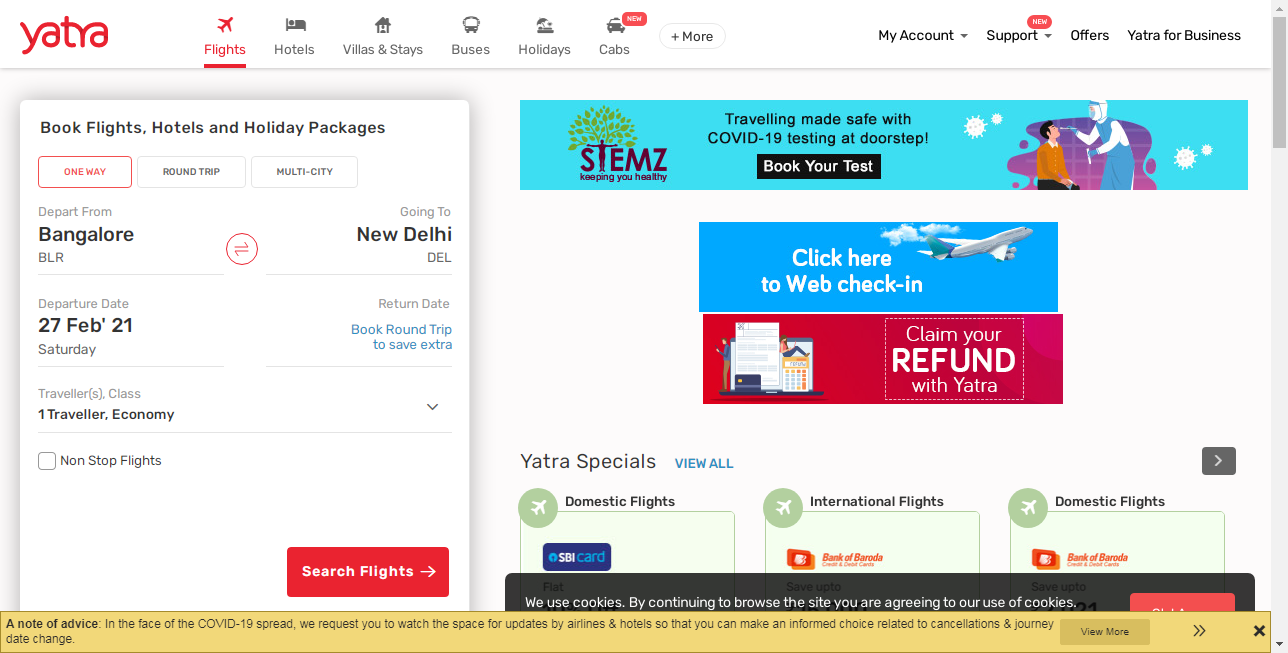 yatra
Flights
Hotels
Villas & Stays
Buses
Holidays
NEW
Cabs
+ More
My Account
NEW
Support
Offers
Yatra for Business
Book Flights, Hotels and Holiday Packages
ONE WAY
ROUND TRIP
MULTI-CITY
Depart From
Going To
Bangalore
New Delhi
BLR
DEL
Departure Date
Return Date
27 Feb' 21
Book Round Trip
to save extra
Saturday
Traveller(s), Class
1 Traveller, Economy
Non Stop Flights
Search Flights
STEMZ
keeping you healthy
Travelling made safe with
COVID-19 testing at doorstep!
Book Your Test
Click here
to Web check-in
Claim your
REFUND
with Yatra
Yatra Specials
VIEW ALL
Domestic Flights
International Flights
Domestic Flights
SBI card
Bank of Baroda
Credit & Debit Cards
Bank of Baroda
Credit & Debit Cards
Flat
Save upto
Save upto
We use cookies. By continuing to browse the site you are agreeing to our use of cookies.
A note of advice: In the face of the COVID-19 spread, we request you to watch the space for updates by airlines & hotels so that you can make an informed choice related to cancellations & journey
date change.
View More